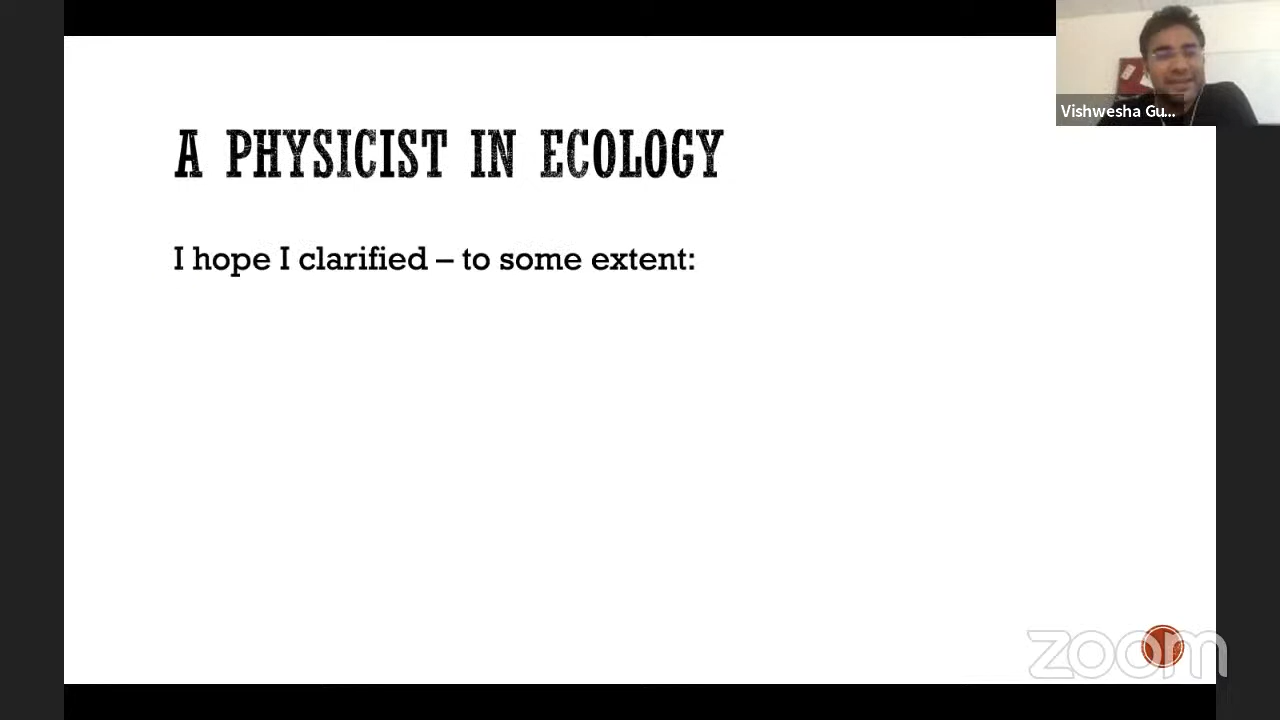 Vishwesha Gu...
A PHYSICIST IN ECOLOGY
I hope I clarified – to some extent:
zoom